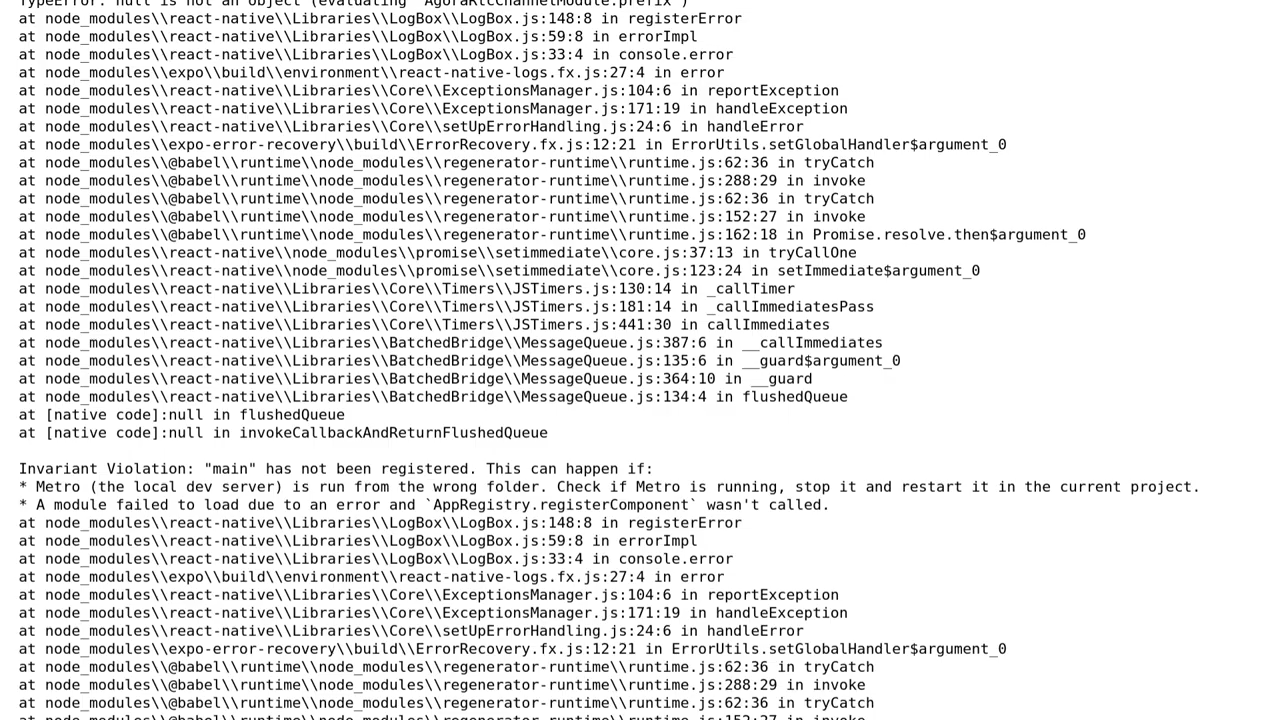 TypeError: null is not an object (evaluating 'AgoraRtcChannelModule.prefix')
at node_modules\\react-native\\Libraries\\LogBox\\LogBox.js:148:8 in registerError
at node_modules\\react-native\\Libraries\\LogBox\\LogBox.js:59:8 in errorImpl
at node_modules\\react-native\\Libraries\\LogBox\\LogBox.js:33:4 in console.error
at node_modules\\expo\\build\\environment\\react-native-logs.fx.js:27:4 in error
at node_modules\\react-native\\Libraries\\Core\\ExceptionsManager.js:104:6 in reportException
at node_modules\\react-native\\Libraries\\Core\\ExceptionsManager.js:171:19 in handleException
at node_modules\\react-native\\Libraries\\Core\\setUpErrorHandling.js:24:6 in handleError
at node_modules\\expo-error-recovery\\build\\ErrorRecovery.fx.js:12:21 in ErrorUtils.setGlobalHandler$argument_0
at node_modules\\@babel\\runtime\\node_modules\\regenerator-runtime\\runtime.js:62:36 in tryCatch
at node_modules\\@babel\\runtime\\node_modules\\regenerator-runtime\\runtime.js:288:29 in invoke
at node_modules\\@babel\\runtime\\node_modules\\regenerator-runtime\\runtime.js:62:36 in tryCatch
at node_modules\\@babel\\runtime\\node_modules\\regenerator-runtime\\runtime.js:152:27 in invoke
at node_modules\\@babel\\runtime\\node_modules\\regenerator-runtime\\runtime.js:162:18 in Promise.resolve.then$argument_0
at node_modules\\react-native\\node_modules\\promise\\setimmediate\\core.js:37:13 in tryCallOne
at node_modules\\react-native\\node_modules\\promise\\setimmediate\\core.js:123:24 in setImmediate$argument_0
at node_modules\\react-native\\Libraries\\Core\\Timers\\JSTimers.js:130:14 in _callTimer
at node_modules\\react-native\\Libraries\\Core\\Timers\\JSTimers.js:181:14 in _callImmediatesPass
at node_modules\\react-native\\Libraries\\Core\\Timers\\JSTimers.js:441:30 in callImmediates
at node_modules\\react-native\\Libraries\\BatchedBridge\\MessageQueue.js:387:6 in __callImmediates
at node_modules\\react-native\\Libraries\\BatchedBridge\\MessageQueue.js:135:6 in __guard$argument_0
at node_modules\\react-native\\Libraries\\BatchedBridge\\MessageQueue.js:364:10 in __guard
at node_modules\\react-native\\Libraries\\BatchedBridge\\MessageQueue.js:134:4 in flushedQueue
at [native code]:null in flushedQueue
at [native code]:null in invokeCallbackAndReturnFlushedQueue
Invariant Violation: "main" has not been registered. This can happen if:
* Metro (the local dev server) is run from the wrong folder. Check if Metro is running, stop it and restart it in the current project.
* A module failed to load due to an error and `AppRegistry.registerComponent` wasn't called.
at node_modules\\react-native\\Libraries\\LogBox\\LogBox.js:148:8 in registerError
at node_modules\\react-native\\Libraries\\LogBox\\LogBox.js:59:8 in errorImpl
at node_modules\\react-native\\Libraries\\LogBox\\LogBox.js:33:4 in console.error
at node_modules\\expo\\build\\environment\\react-native-logs.fx.js:27:4 in error
at node_modules\\react-native\\Libraries\\Core\\ExceptionsManager.js:104:6 in reportException
at node_modules\\react-native\\Libraries\\Core\\ExceptionsManager.js:171:19 in handleException
at node_modules\\react-native\\Libraries\\Core\\setUpErrorHandling.js:24:6 in handleError
at node_modules\\expo-error-recovery\\build\\ErrorRecovery.fx.js:12:21 in ErrorUtils.setGlobalHandler$argument_0
at node_modules\\@babel\\runtime\\node_modules\\regenerator-runtime\\runtime.js:62:36 in tryCatch
at node_modules\\@babel\\runtime\\node_modules\\regenerator-runtime\\runtime.js:288:29 in invoke
at node_modules\\@babel\\runtime\\node_modules\\regenerator-runtime\\runtime.js:62:36 in tryCatch
at node_modules\\@babel\\runtime\\node_modules\\regenerator-runtime\\runtime.js:152:27 in invoke